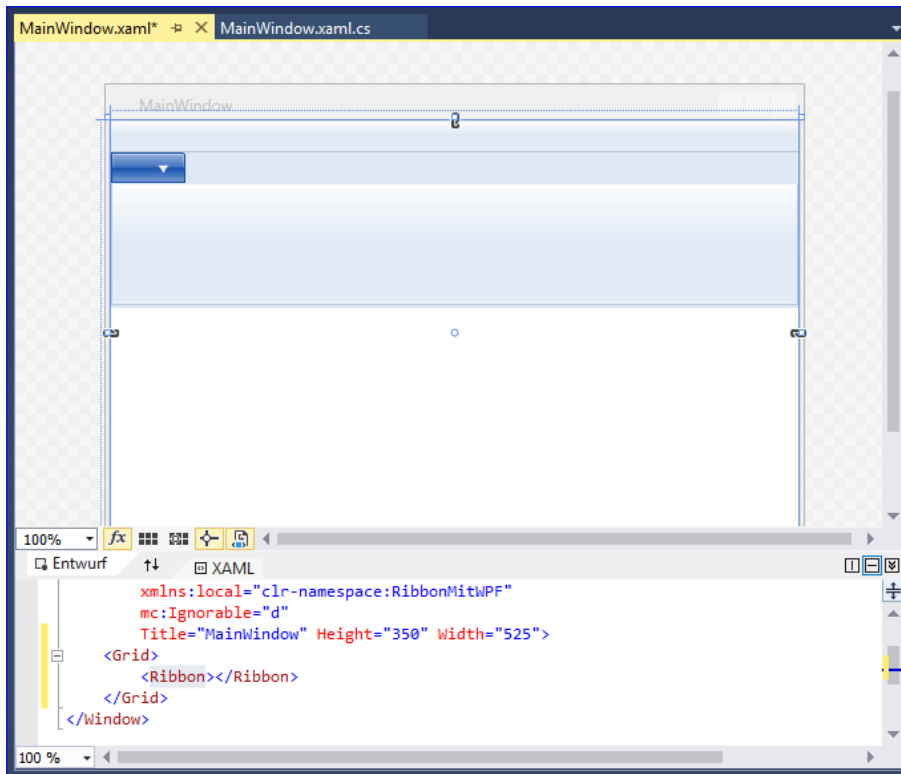 MainWindow.xaml* MainWindow.xaml.cs
MainWindow
100% fx
Entwurf XAML
xmlns:local="clr-namespace:RibbonMitWPF"
mc:Ignorable="d"
Title="MainWindow" Height="350" Width="525">
<Grid>
<Ribbon></Ribbon>
</Grid>
</Window>
100 %